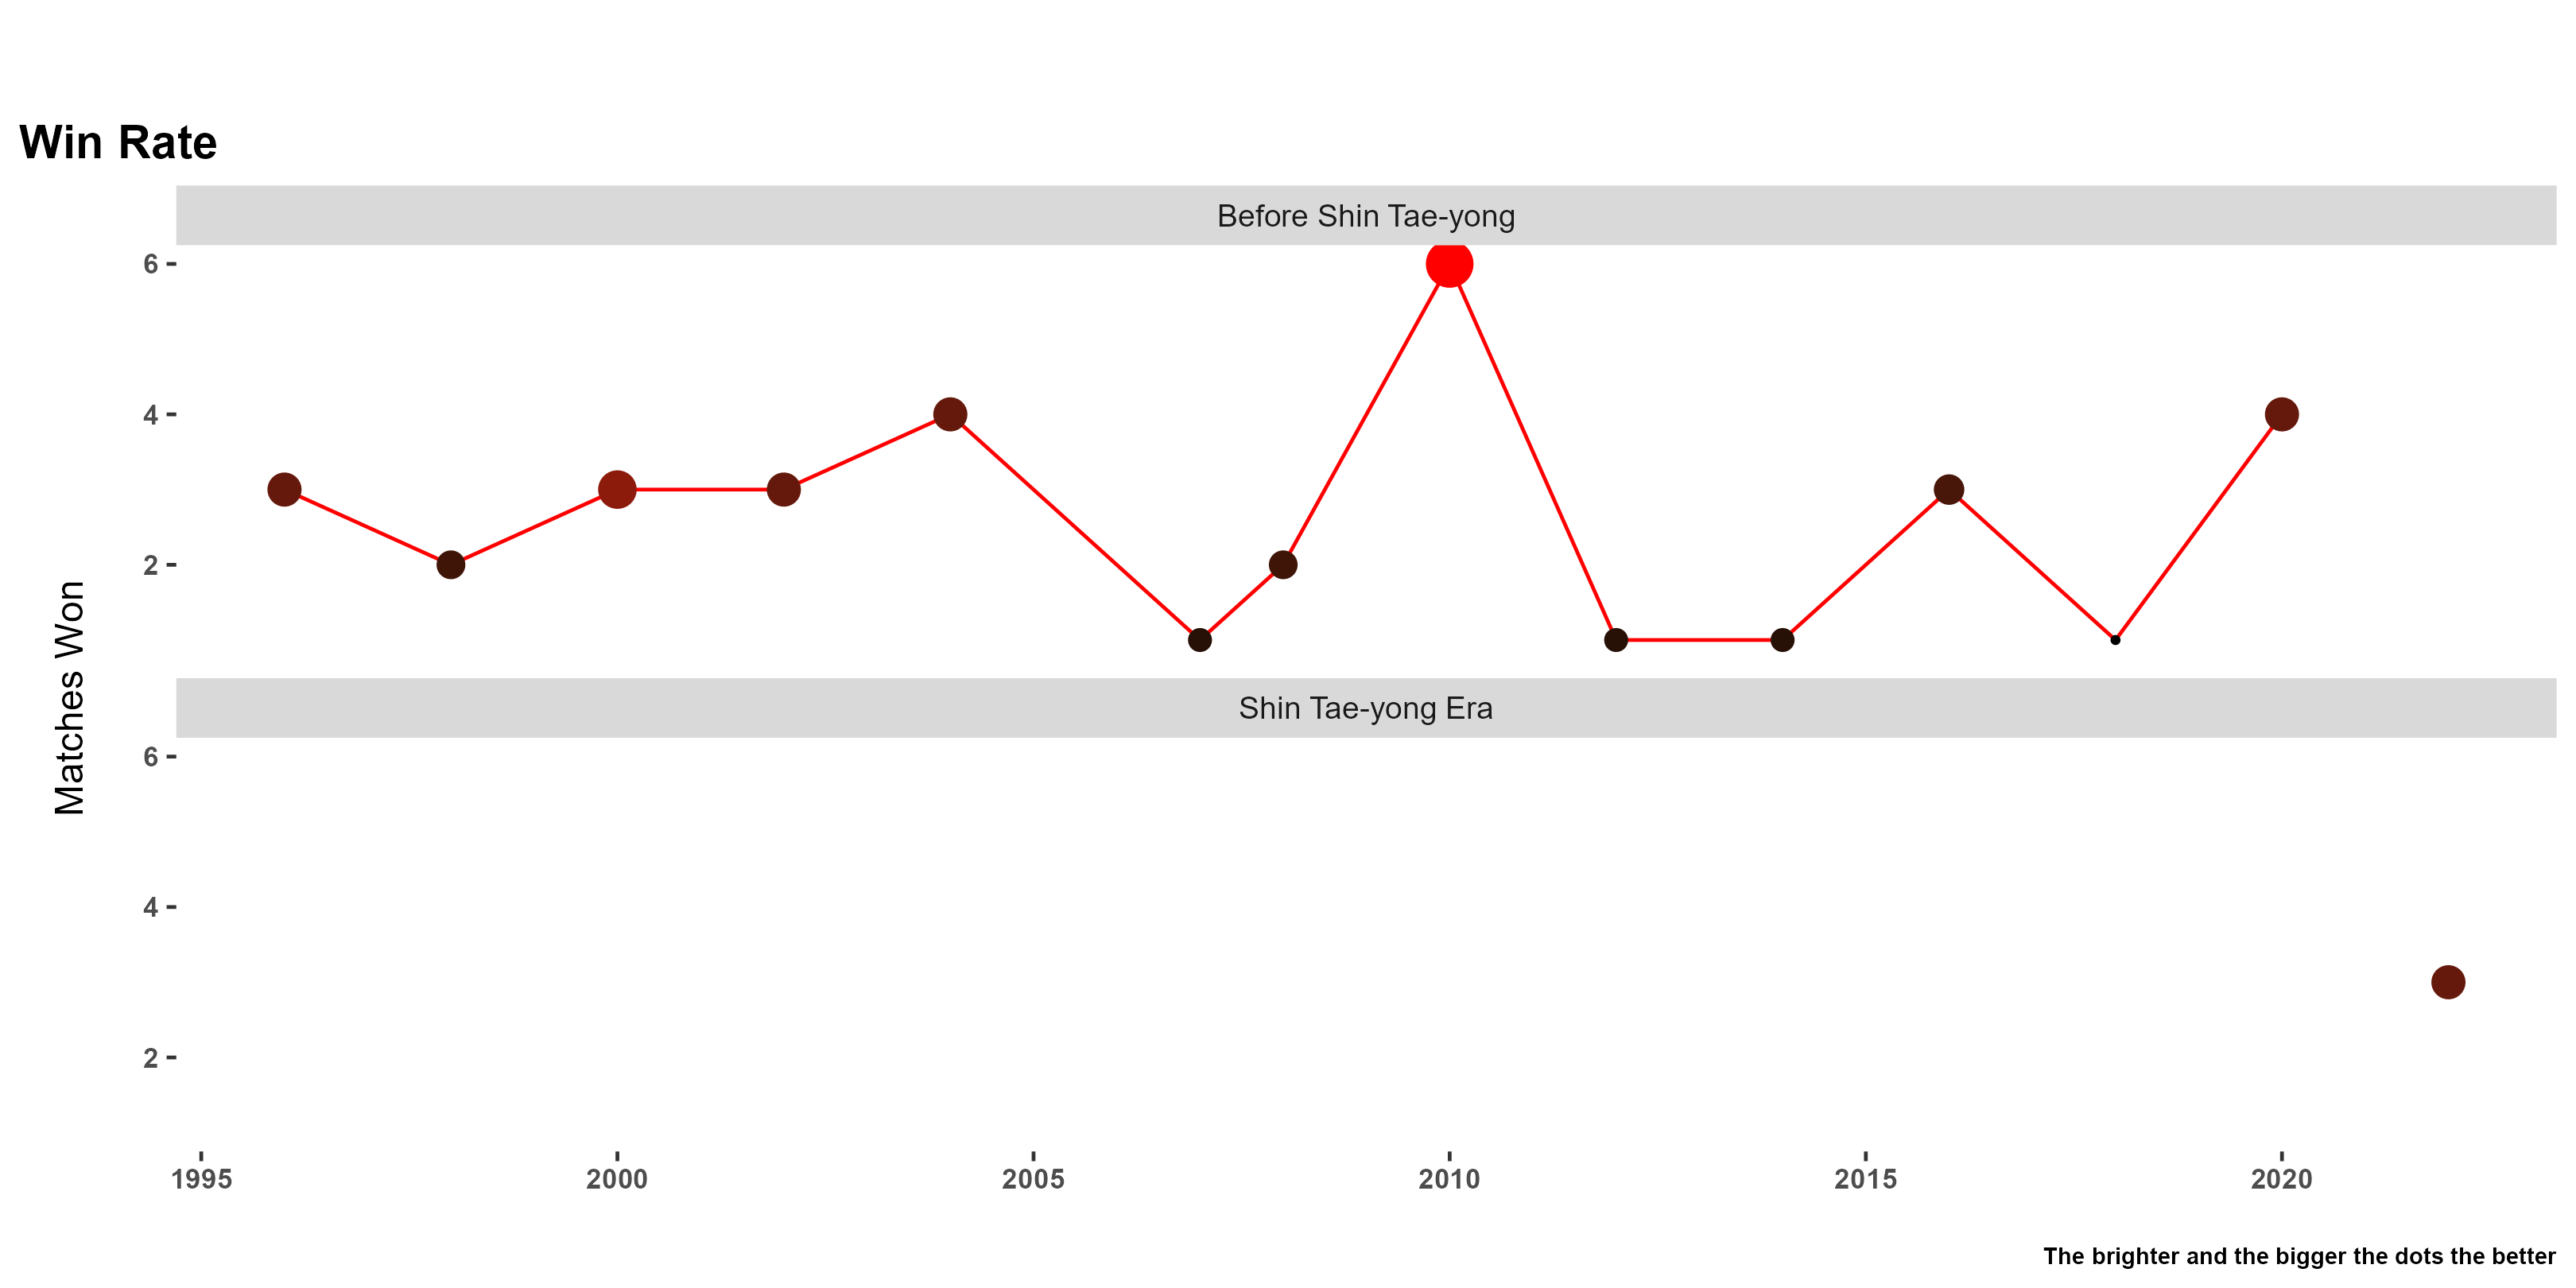 Win Rate
Before Shin Tae-yong
6
4
2
Matches Won
Shin Tae-yong Era
6
4
2
1995 2000 2005 2010 2015 2020
The brighter and the bigger the dots the better